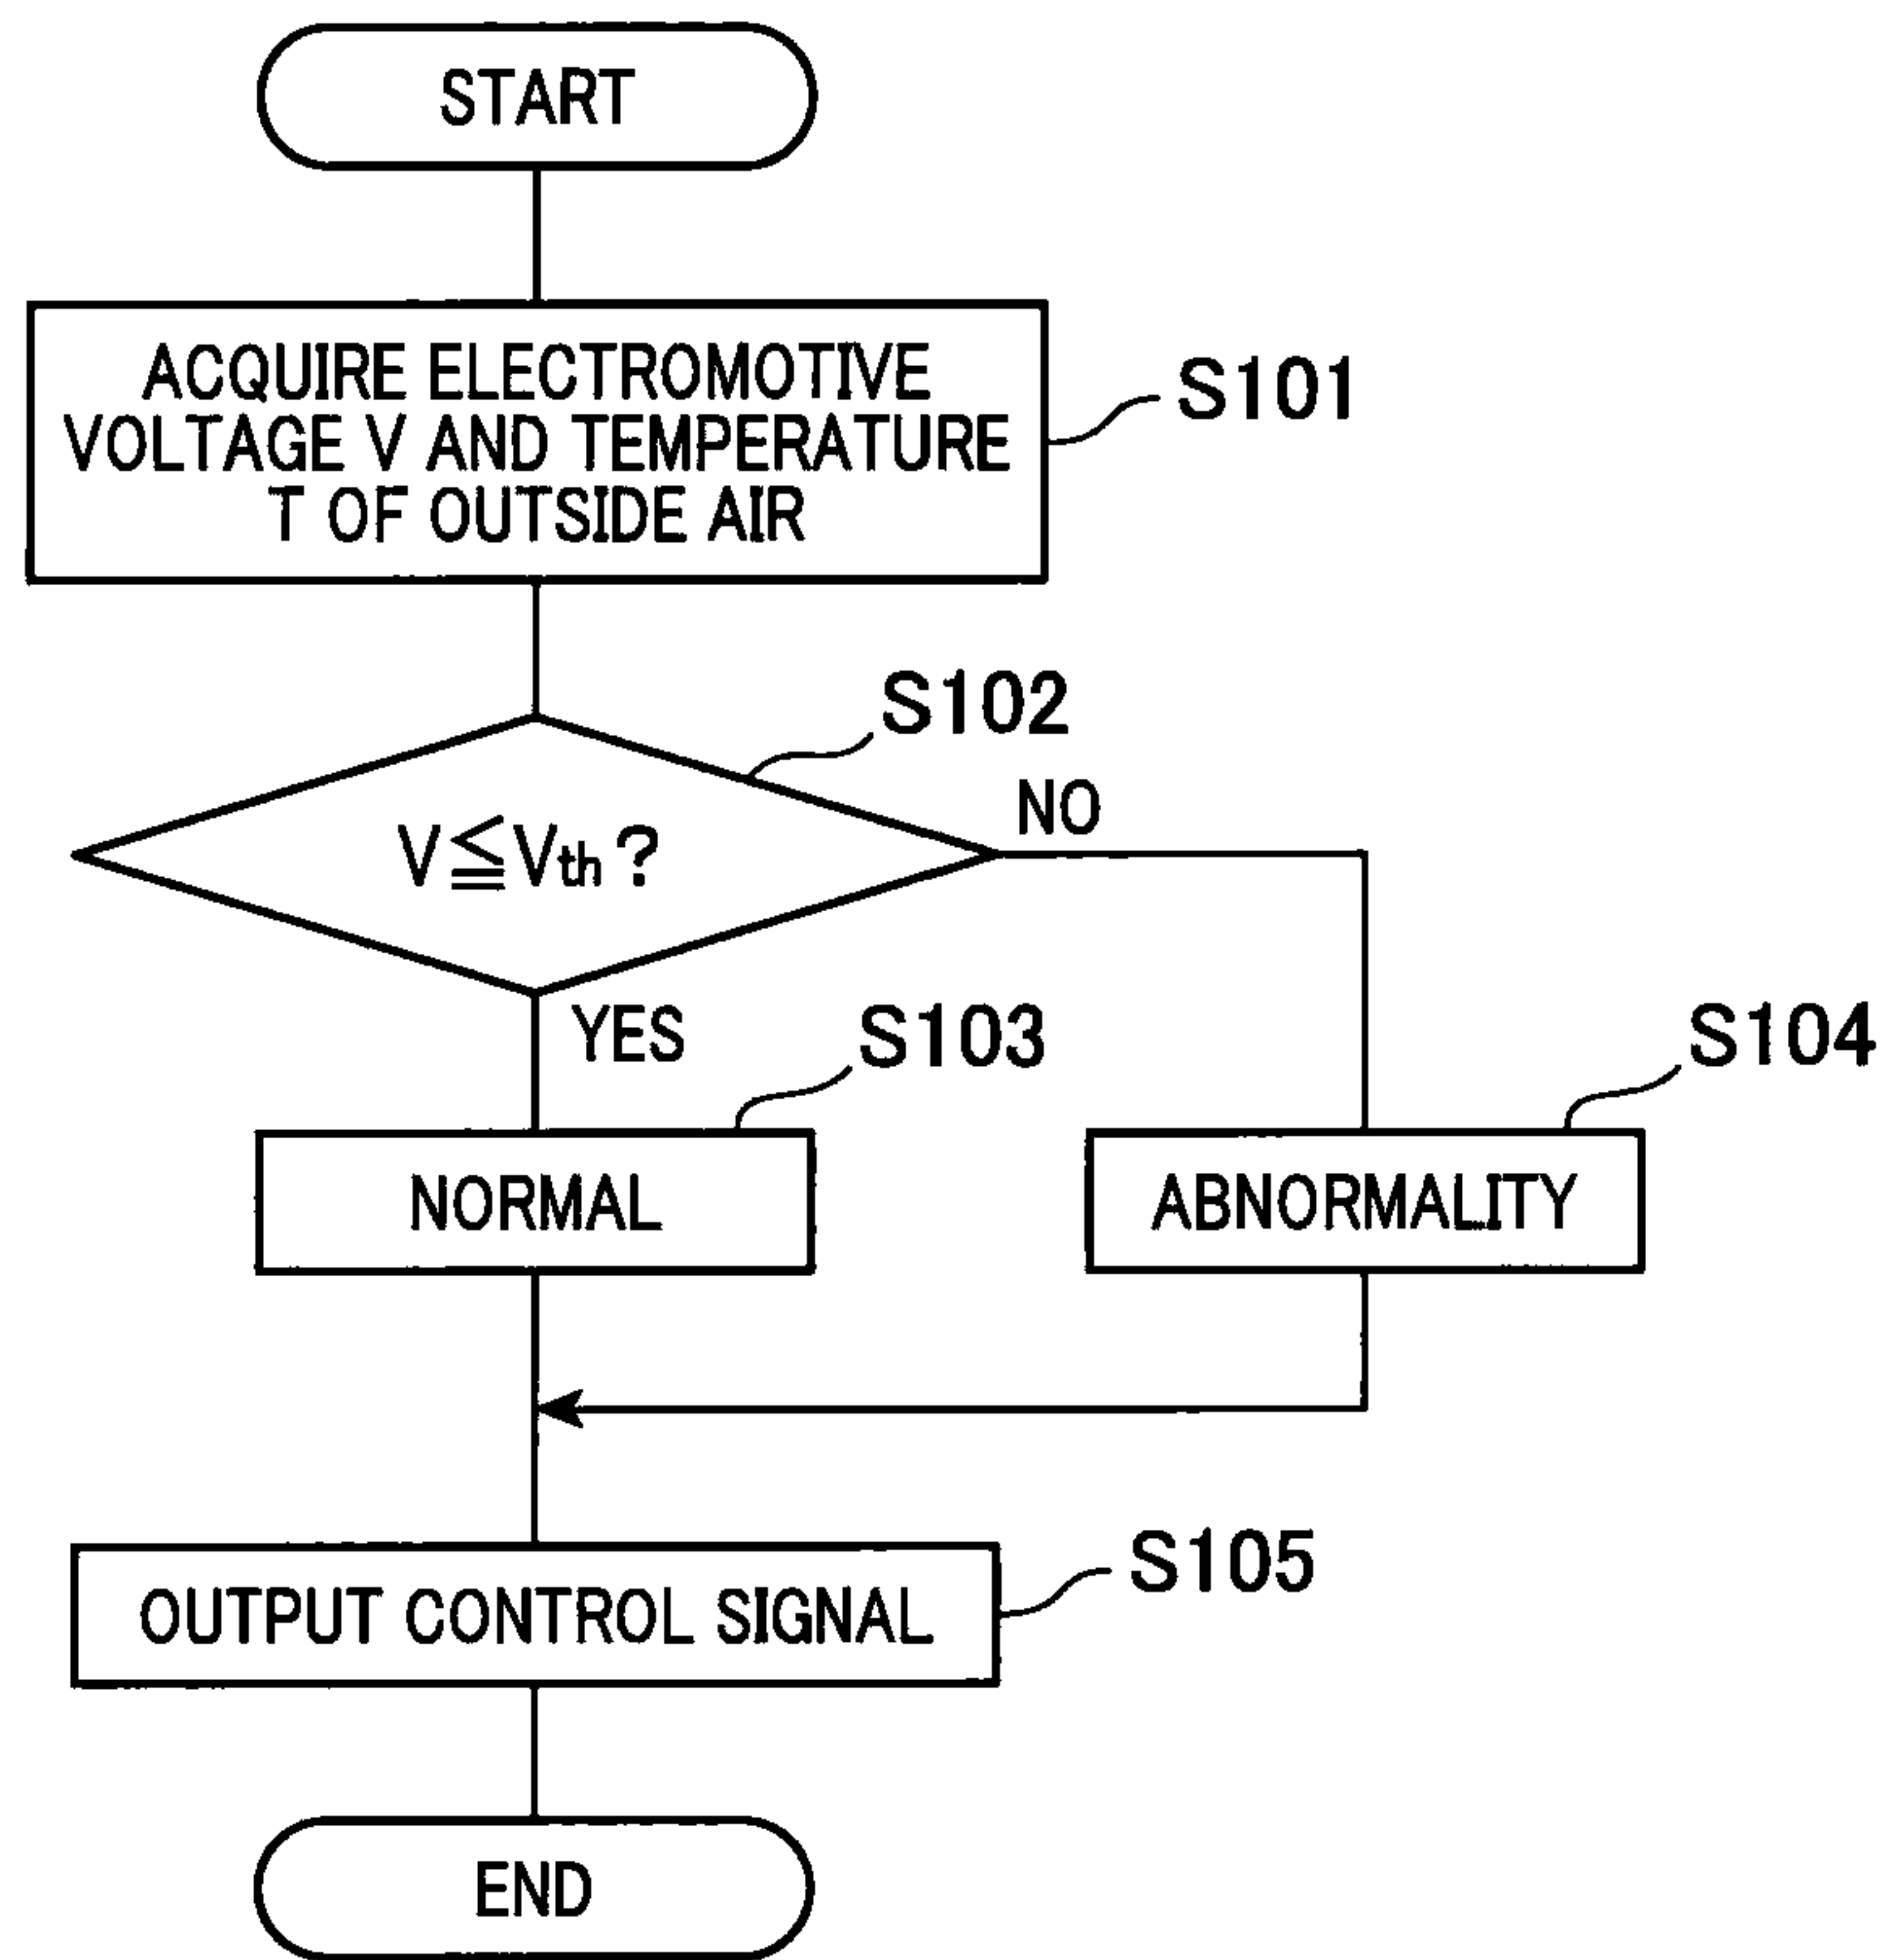 START
ACQUIRE ELECTROMOTIVE
VOLTAGE V AND TEMPERATURE
T OF OUTSIDE AIR
S101
S102
V≦Vth?
NO
YES
S103
S104
NORMAL
ABNORMALITY
OUTPUT CONTROL SIGNAL
S105
END